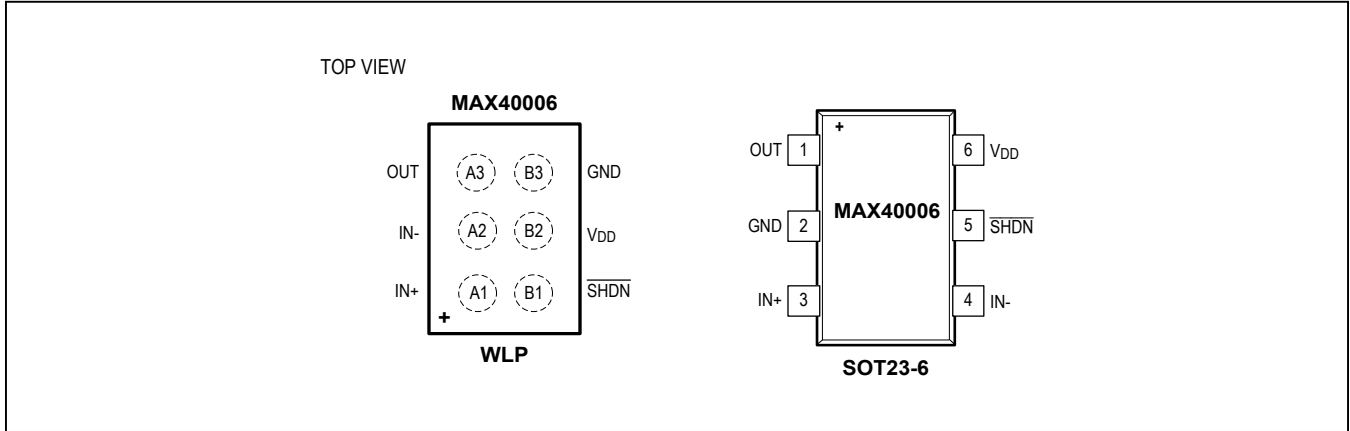 TOP VIEW
MAX40006
OUT A3 B3 GND
IN- A2 B2 VDD
IN+ A1 B1 SHDN
+
WLP
+
OUT 1 6 VDD
MAX40006
GND 2 5 SHDN
IN+ 3 4 IN-
SOT23-6